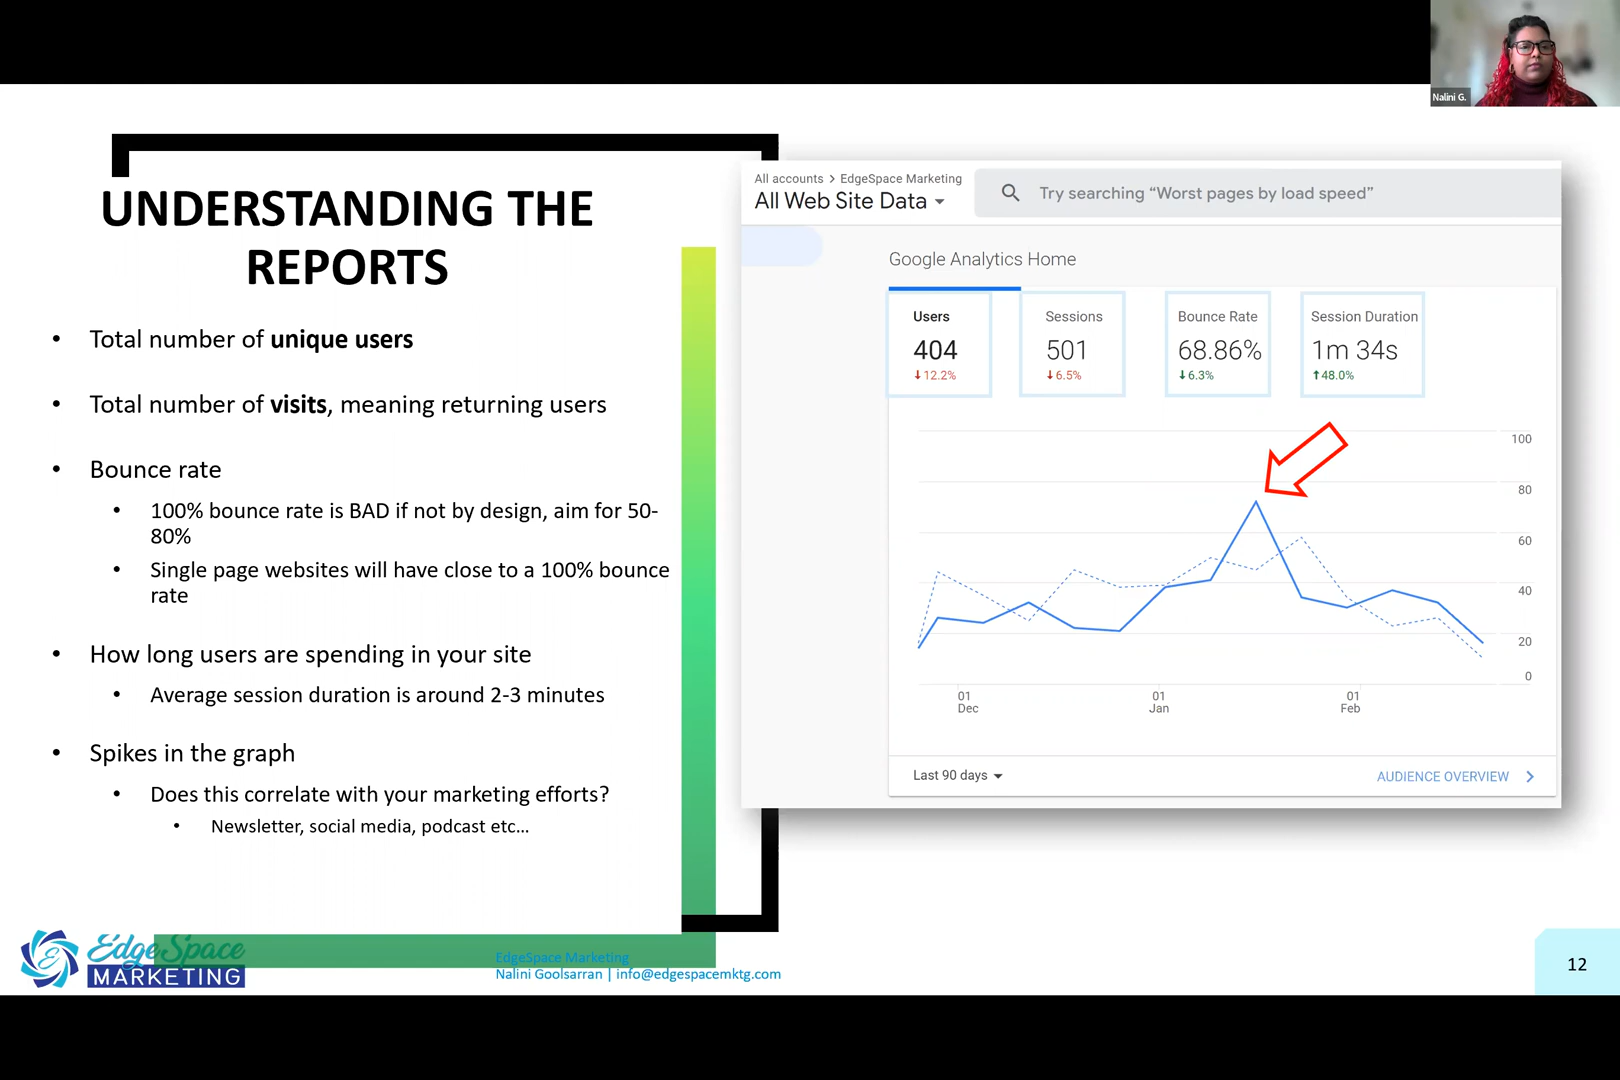 Nalini G.
UNDERSTANDING THE
REPORTS
• Total number of unique users
• Total number of visits, meaning returning users
• Bounce rate
• 100% bounce rate is BAD if not by design, aim for 50-
80%
• Single page websites will have close to a 100% bounce
rate
• How long users are spending in your site
• Average session duration is around 2-3 minutes
• Spikes in the graph
• Does this correlate with your marketing efforts?
• Newsletter, social media, podcast etc...
All accounts > EdgeSpace Marketing
All Web Site Data
Try searching “Worst pages by load speed”
Google Analytics Home
Users
404
↓12.2%
Sessions
501
↓6.5%
Bounce Rate
68.86%
↓6.3%
Session Duration
1m 34s
↑48.0%
100
80
60
40
20
0
01
Dec
01
Jan
01
Feb
Last 90 days
AUDIENCE OVERVIEW >
EdgeSpace
MARKETING
EdgeSpace Marketing
Nalini Goolsarran | info@edgespacemktg.com
12